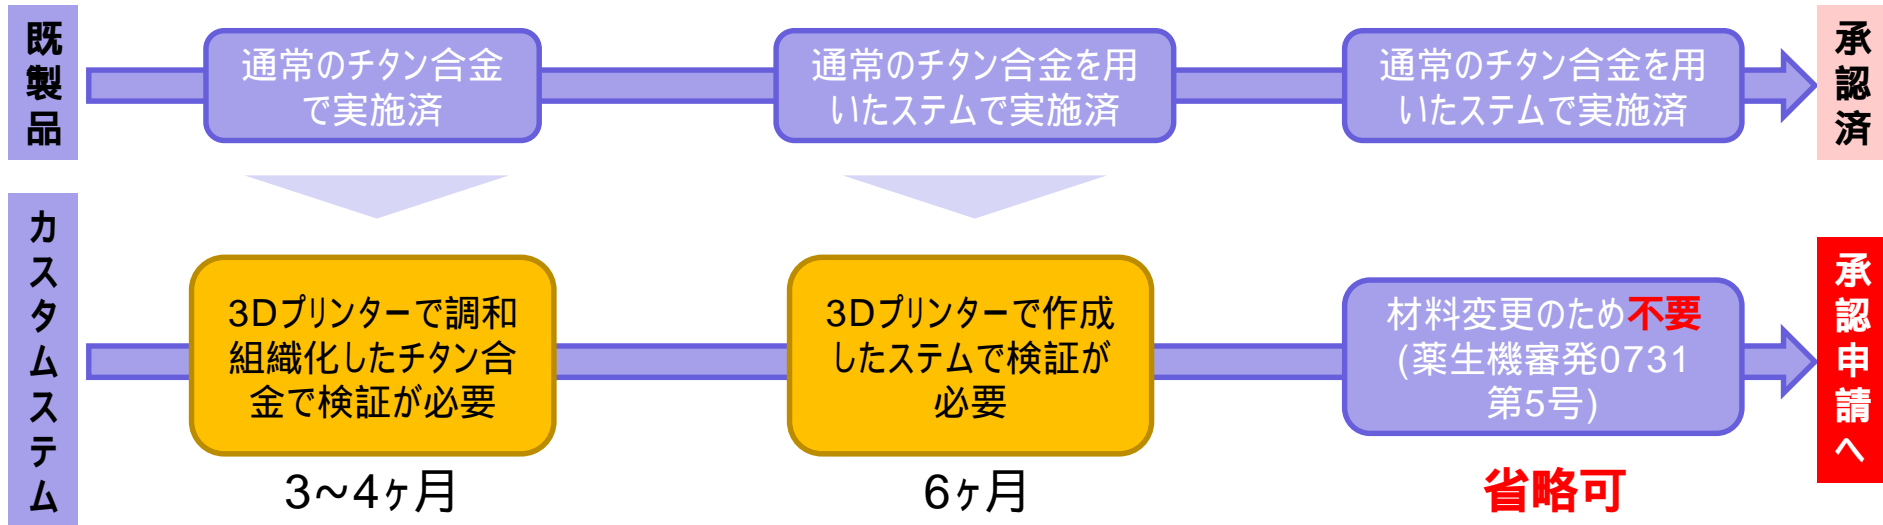 既製品
通常のチタン合金
で実施済
通常のチタン合金を用
いたステムで実施済
通常のチタン合金を用
いたステムで実施済
承認済
カスタムステム
3Dプリンターで調和
組織化したチタン合
金で検証が必要
3~4ヶ月
3Dプリンターで作成
したステムで検証が
必要
6ヶ月
材料変更のため不要
(薬生機審発0731
第5号)
省略可
承認申請へ